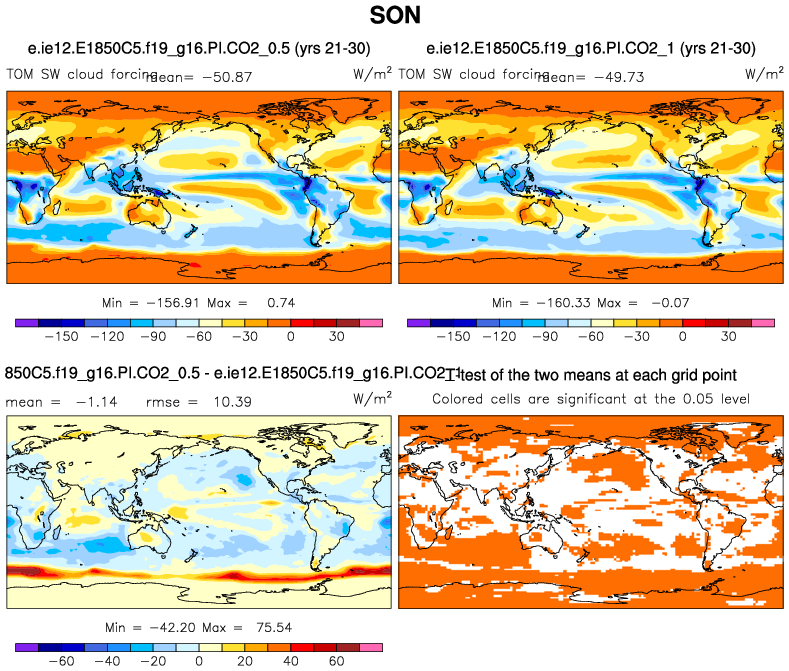 SON
e.ie12.E1850C5.f19_g16.PI.CO2_0.5 (yrs 21-30)
e.ie12.E1850C5.f19_g16.PI.CO2_1 (yrs 21-30)
TOM SW cloud forcing mean= −50.87 W/m2
TOM SW cloud forcing mean= −49.73 W/m2
Min = −156.91 Max = 0.74
Min = −160.33 Max = −0.07
−150 −120 −90 −60 −30 0 30
−150 −120 −90 −60 −30 0 30
850C5.f19_g16.PI.CO2_0.5 - e.ie12.E1850C5.f19_g16.PI.CO2_1
T-test of the two means at each grid point
mean = −1.14 rmse = 10.39 W/m2
Colored cells are significant at the 0.05 level
Min = −42.20 Max = 75.54
−60 −40 −20 0 20 40 60